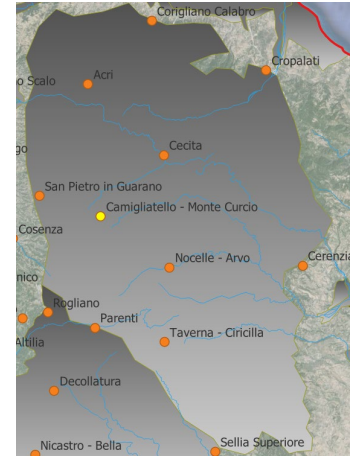 Corigliano Calabro
Cropalati
o Scalo
Acri
Cecita
go
San Pietro in Guarano
Camigliatello - Monte Curcio
Cosenza
Nocelle - Arvo
Cerenzia
nico
Rogliano
Parenti
Taverna - Ciricilla
Altilia
Decollatura
Nicastro - Bella
Sellia Superiore